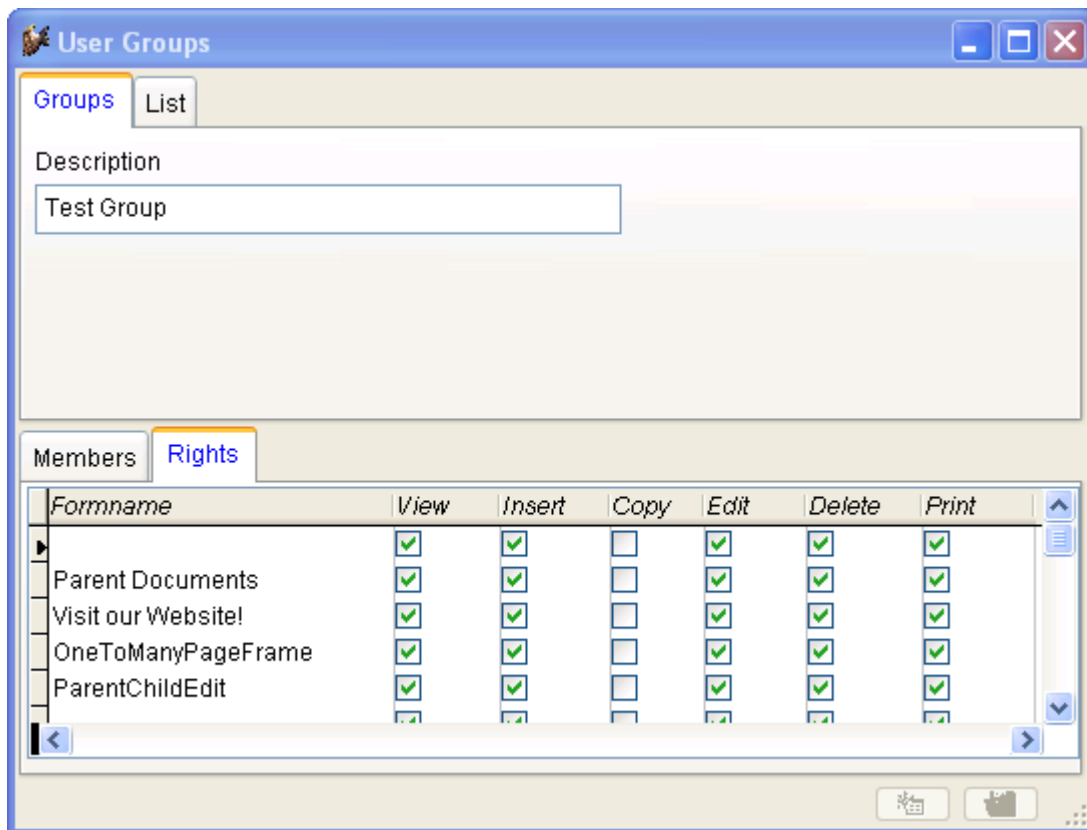 User Groups
Groups List
Description
Test Group
Members Rights
Formname View Insert Copy Edit Delete Print
Parent Documents
Visit our Website!
OneToManyPageFrame
ParentChildEdit